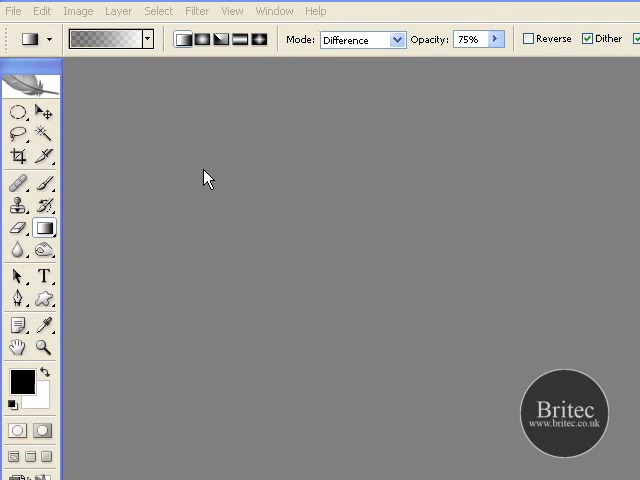 File Edit Image Layer Select Filter View Window Help
Mode: Difference Opacity: 75% Reverse Dither
T
Britec
www.britec.co.uk